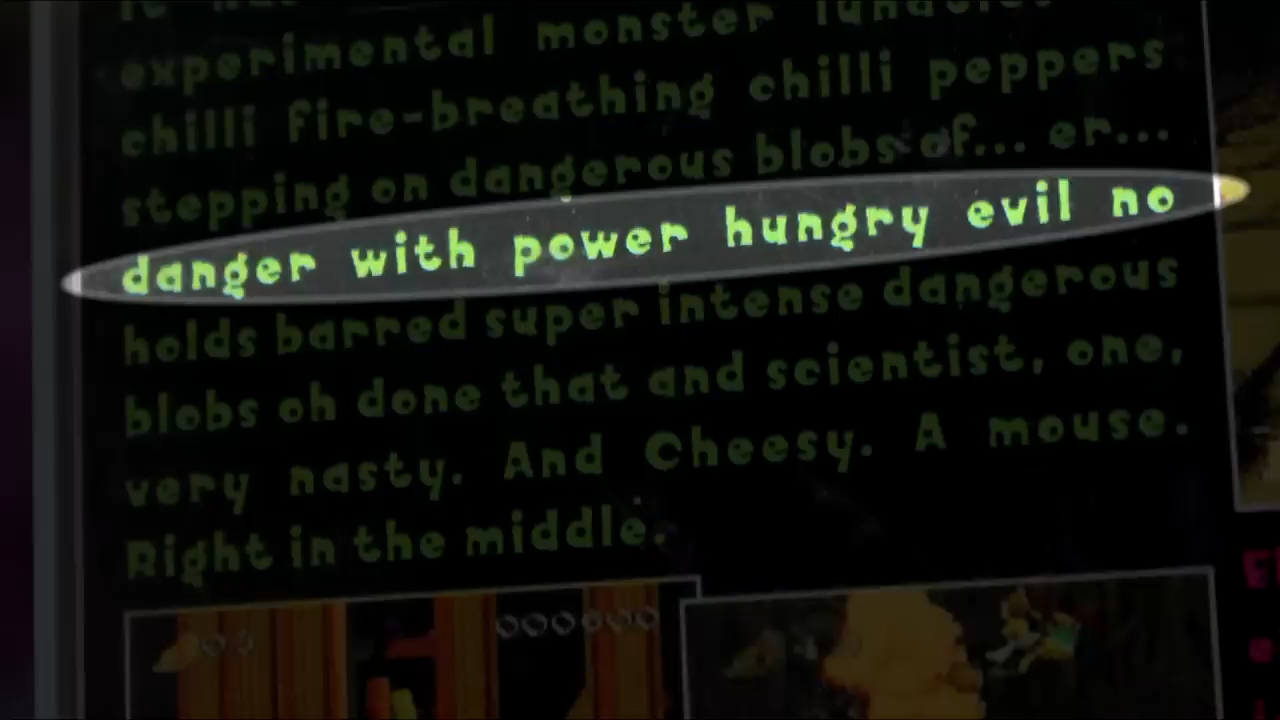 experimental monster
chilli fire-breathing chilli peppers
stepping on dangerous blobs of... er...
danger with power hungry evil no
holds barred super intense dangerous
blobs oh done that and scientist, one,
very nasty. And Cheesy. A mouse.
Right in the middle.